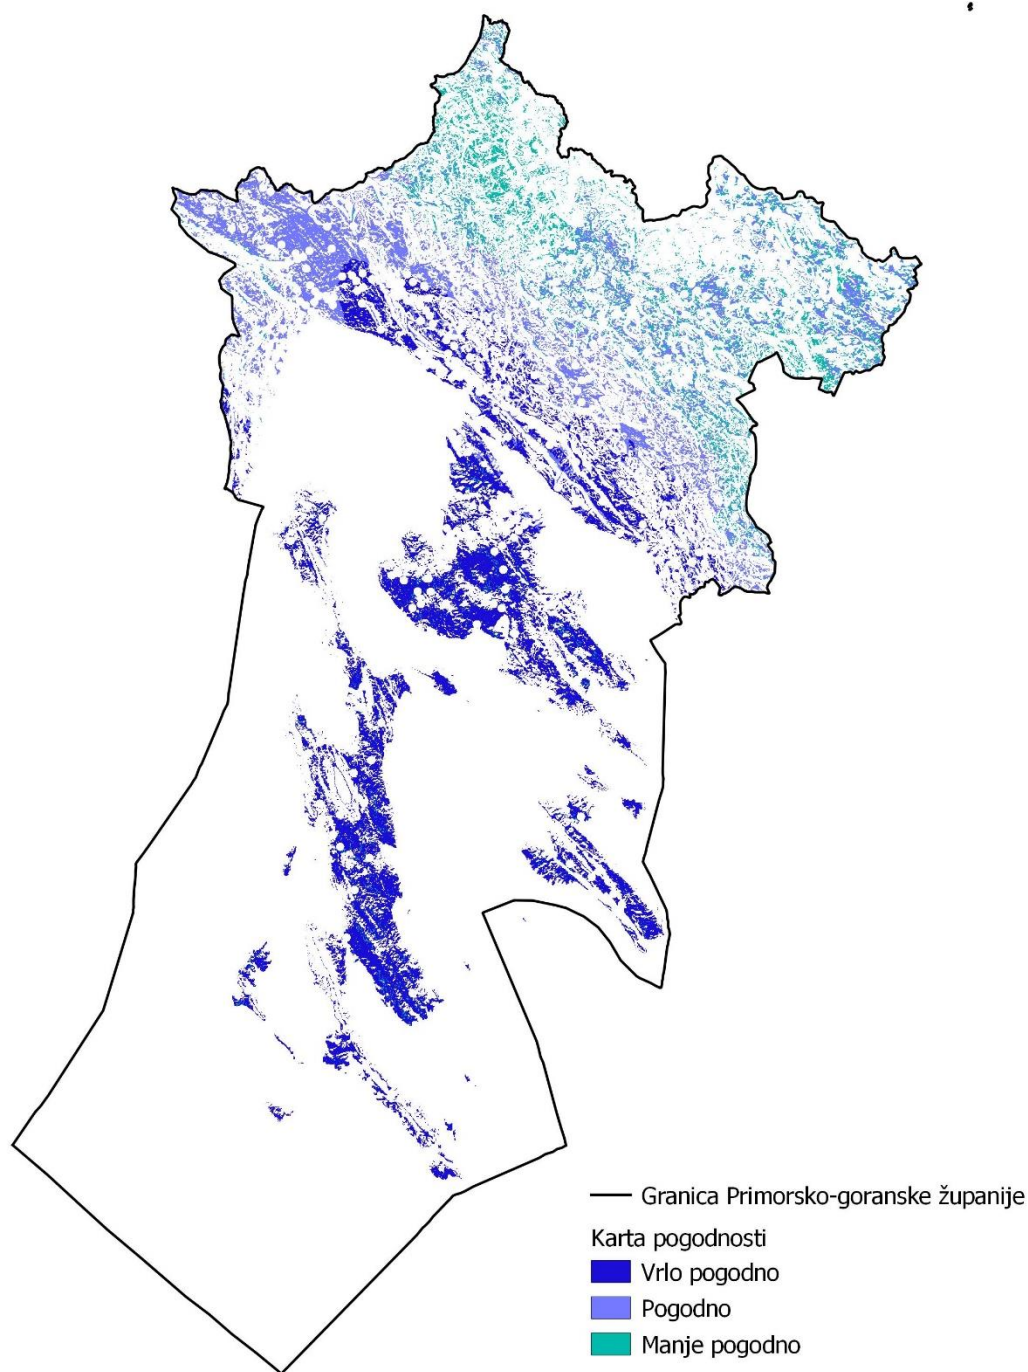 Granica Primorsko-goranske županije
Karta pogodnosti
Vrlo pogodno
Pogodno
Manje pogodno